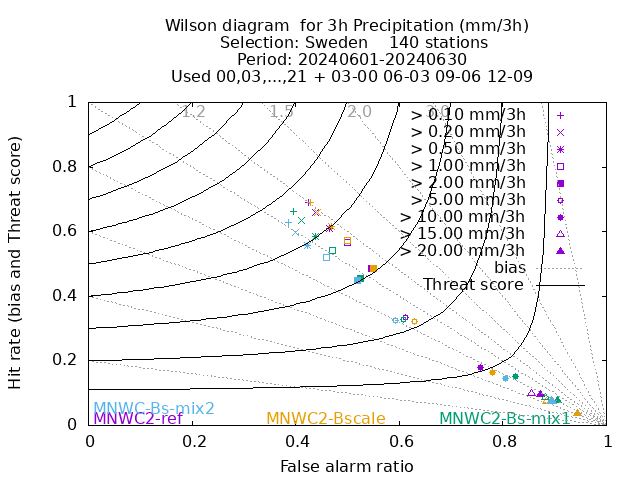 Wilson diagram  for 3h Precipitation (mm/3h)
Selection: Sweden    140 stations
Period: 20240601-20240630
Used 00,03,...,21 + 03-00 06-03 09-06 12-09
1.2 1.5 2.0 3.0
> 0.10 mm/3h
> 0.20 mm/3h
> 0.50 mm/3h
> 1.00 mm/3h
> 2.00 mm/3h
> 5.00 mm/3h
> 10.00 mm/3h
> 15.00 mm/3h
> 20.00 mm/3h
bias
Threat score
Hit rate (bias and Threat score)
1
0.8
0.6
0.4
0.2
0
MNWC-Bs-mix2
MNWC2-ref MNWC2-Bscale MNWC2-Bs-mix1
0 0.2 0.4 0.6 0.8 1
False alarm ratio